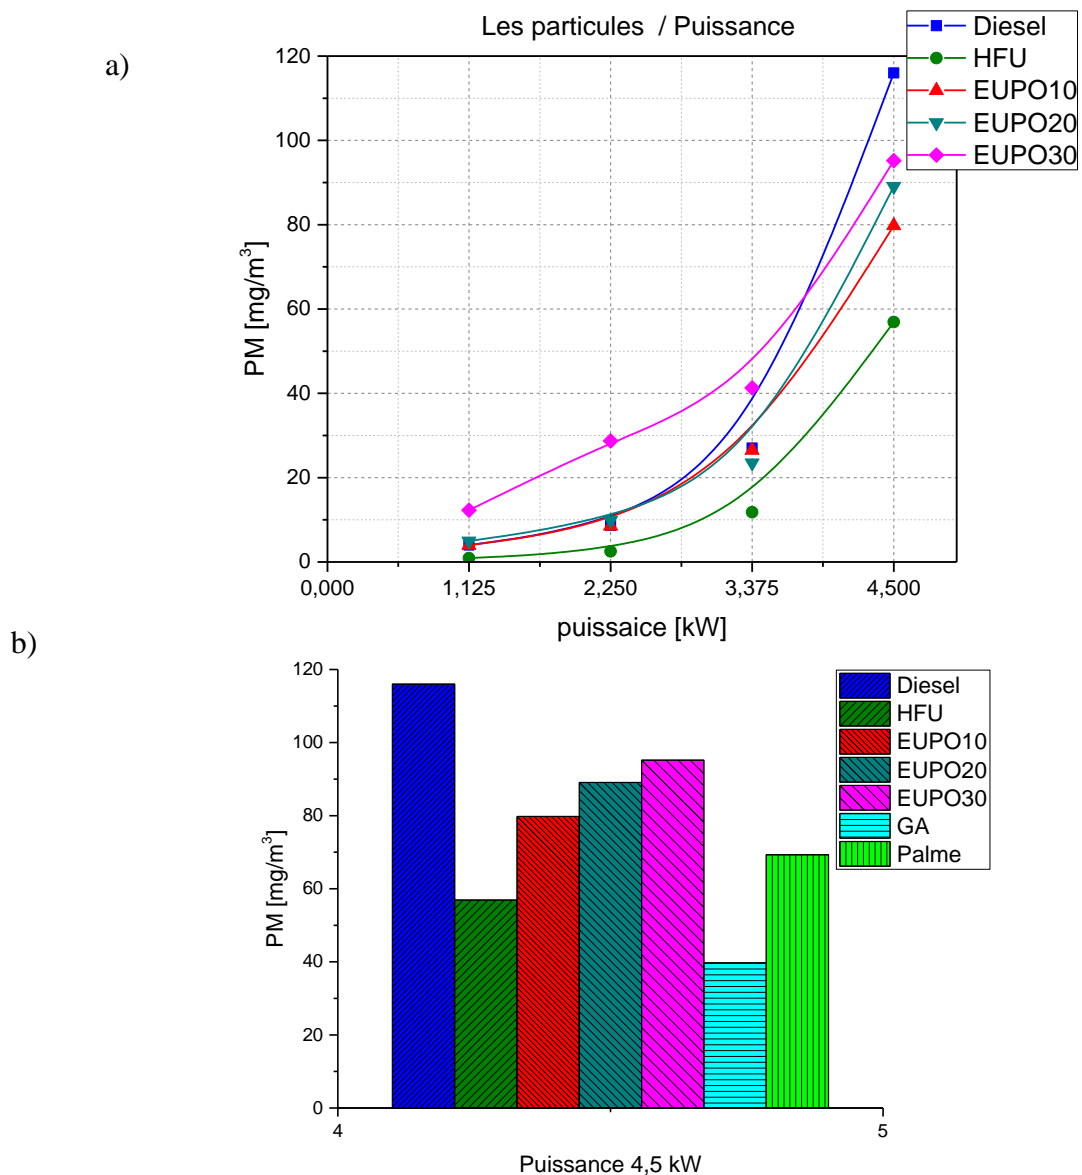 a)
Les particules / Puissance
Diesel
HFU
EUPO10
EUPO20
EUPO30
120
100
80
60
40
20
0
PM [mg/m³]
0,000 1,125 2,250 3,375 4,500
puissaice [kW]
b)
120
100
80
60
40
20
0
PM [mg/m³]
Diesel
HFU
EUPO10
EUPO20
EUPO30
GA
Palme
4 5
Puissance 4,5 kW